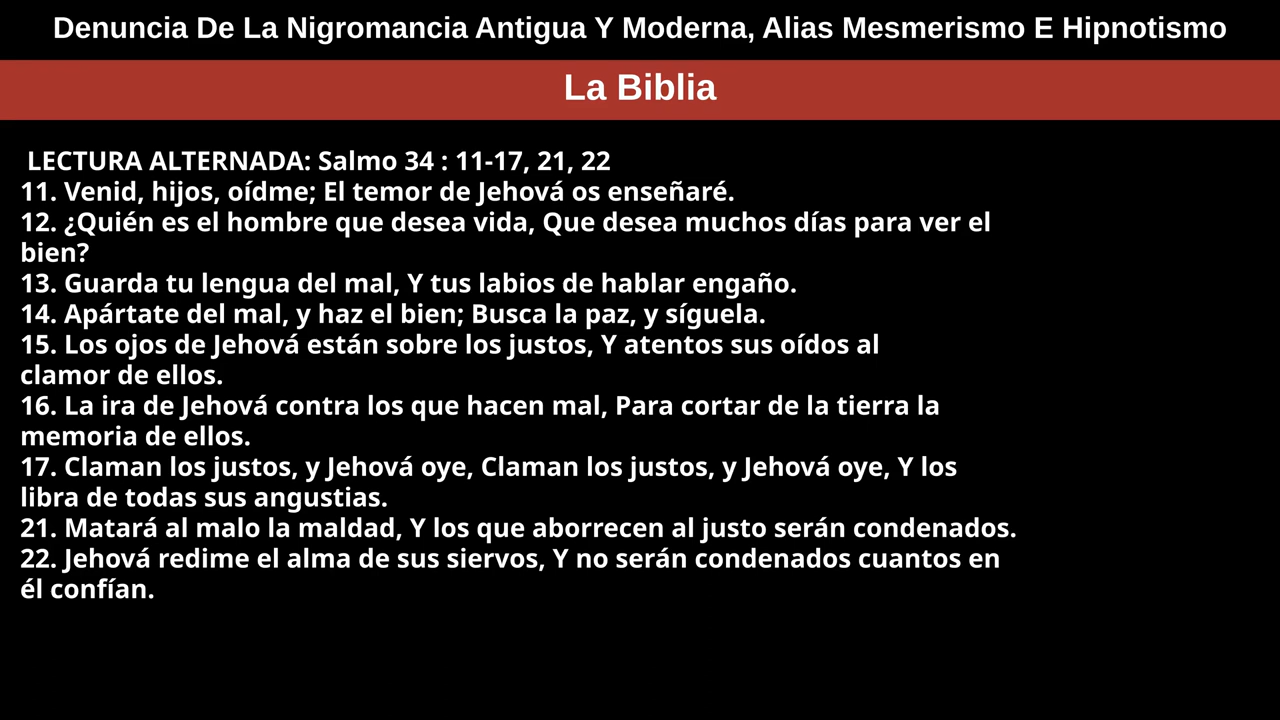 Denuncia De La Nigromancia Antigua Y Moderna, Alias Mesmerismo E Hipnotismo
La Biblia
LECTURA ALTERNADA: Salmo 34 : 11-17, 21, 22
11. Venid, hijos, oídme; El temor de Jehová os enseñaré.
12. ¿Quién es el hombre que desea vida, Que desea muchos días para ver el
bien?
13. Guarda tu lengua del mal, Y tus labios de hablar engaño.
14. Apártate del mal, y haz el bien; Busca la paz, y síguela.
15. Los ojos de Jehová están sobre los justos, Y atentos sus oídos al
clamor de ellos.
16. La ira de Jehová contra los que hacen mal, Para cortar de la tierra la
memoria de ellos.
17. Claman los justos, y Jehová oye, Claman los justos, y Jehová oye, Y los
libra de todas sus angustias.
21. Matará al malo la maldad, Y los que aborrecen al justo serán condenados.
22. Jehová redime el alma de sus siervos, Y no serán condenados cuantos en
él confían.